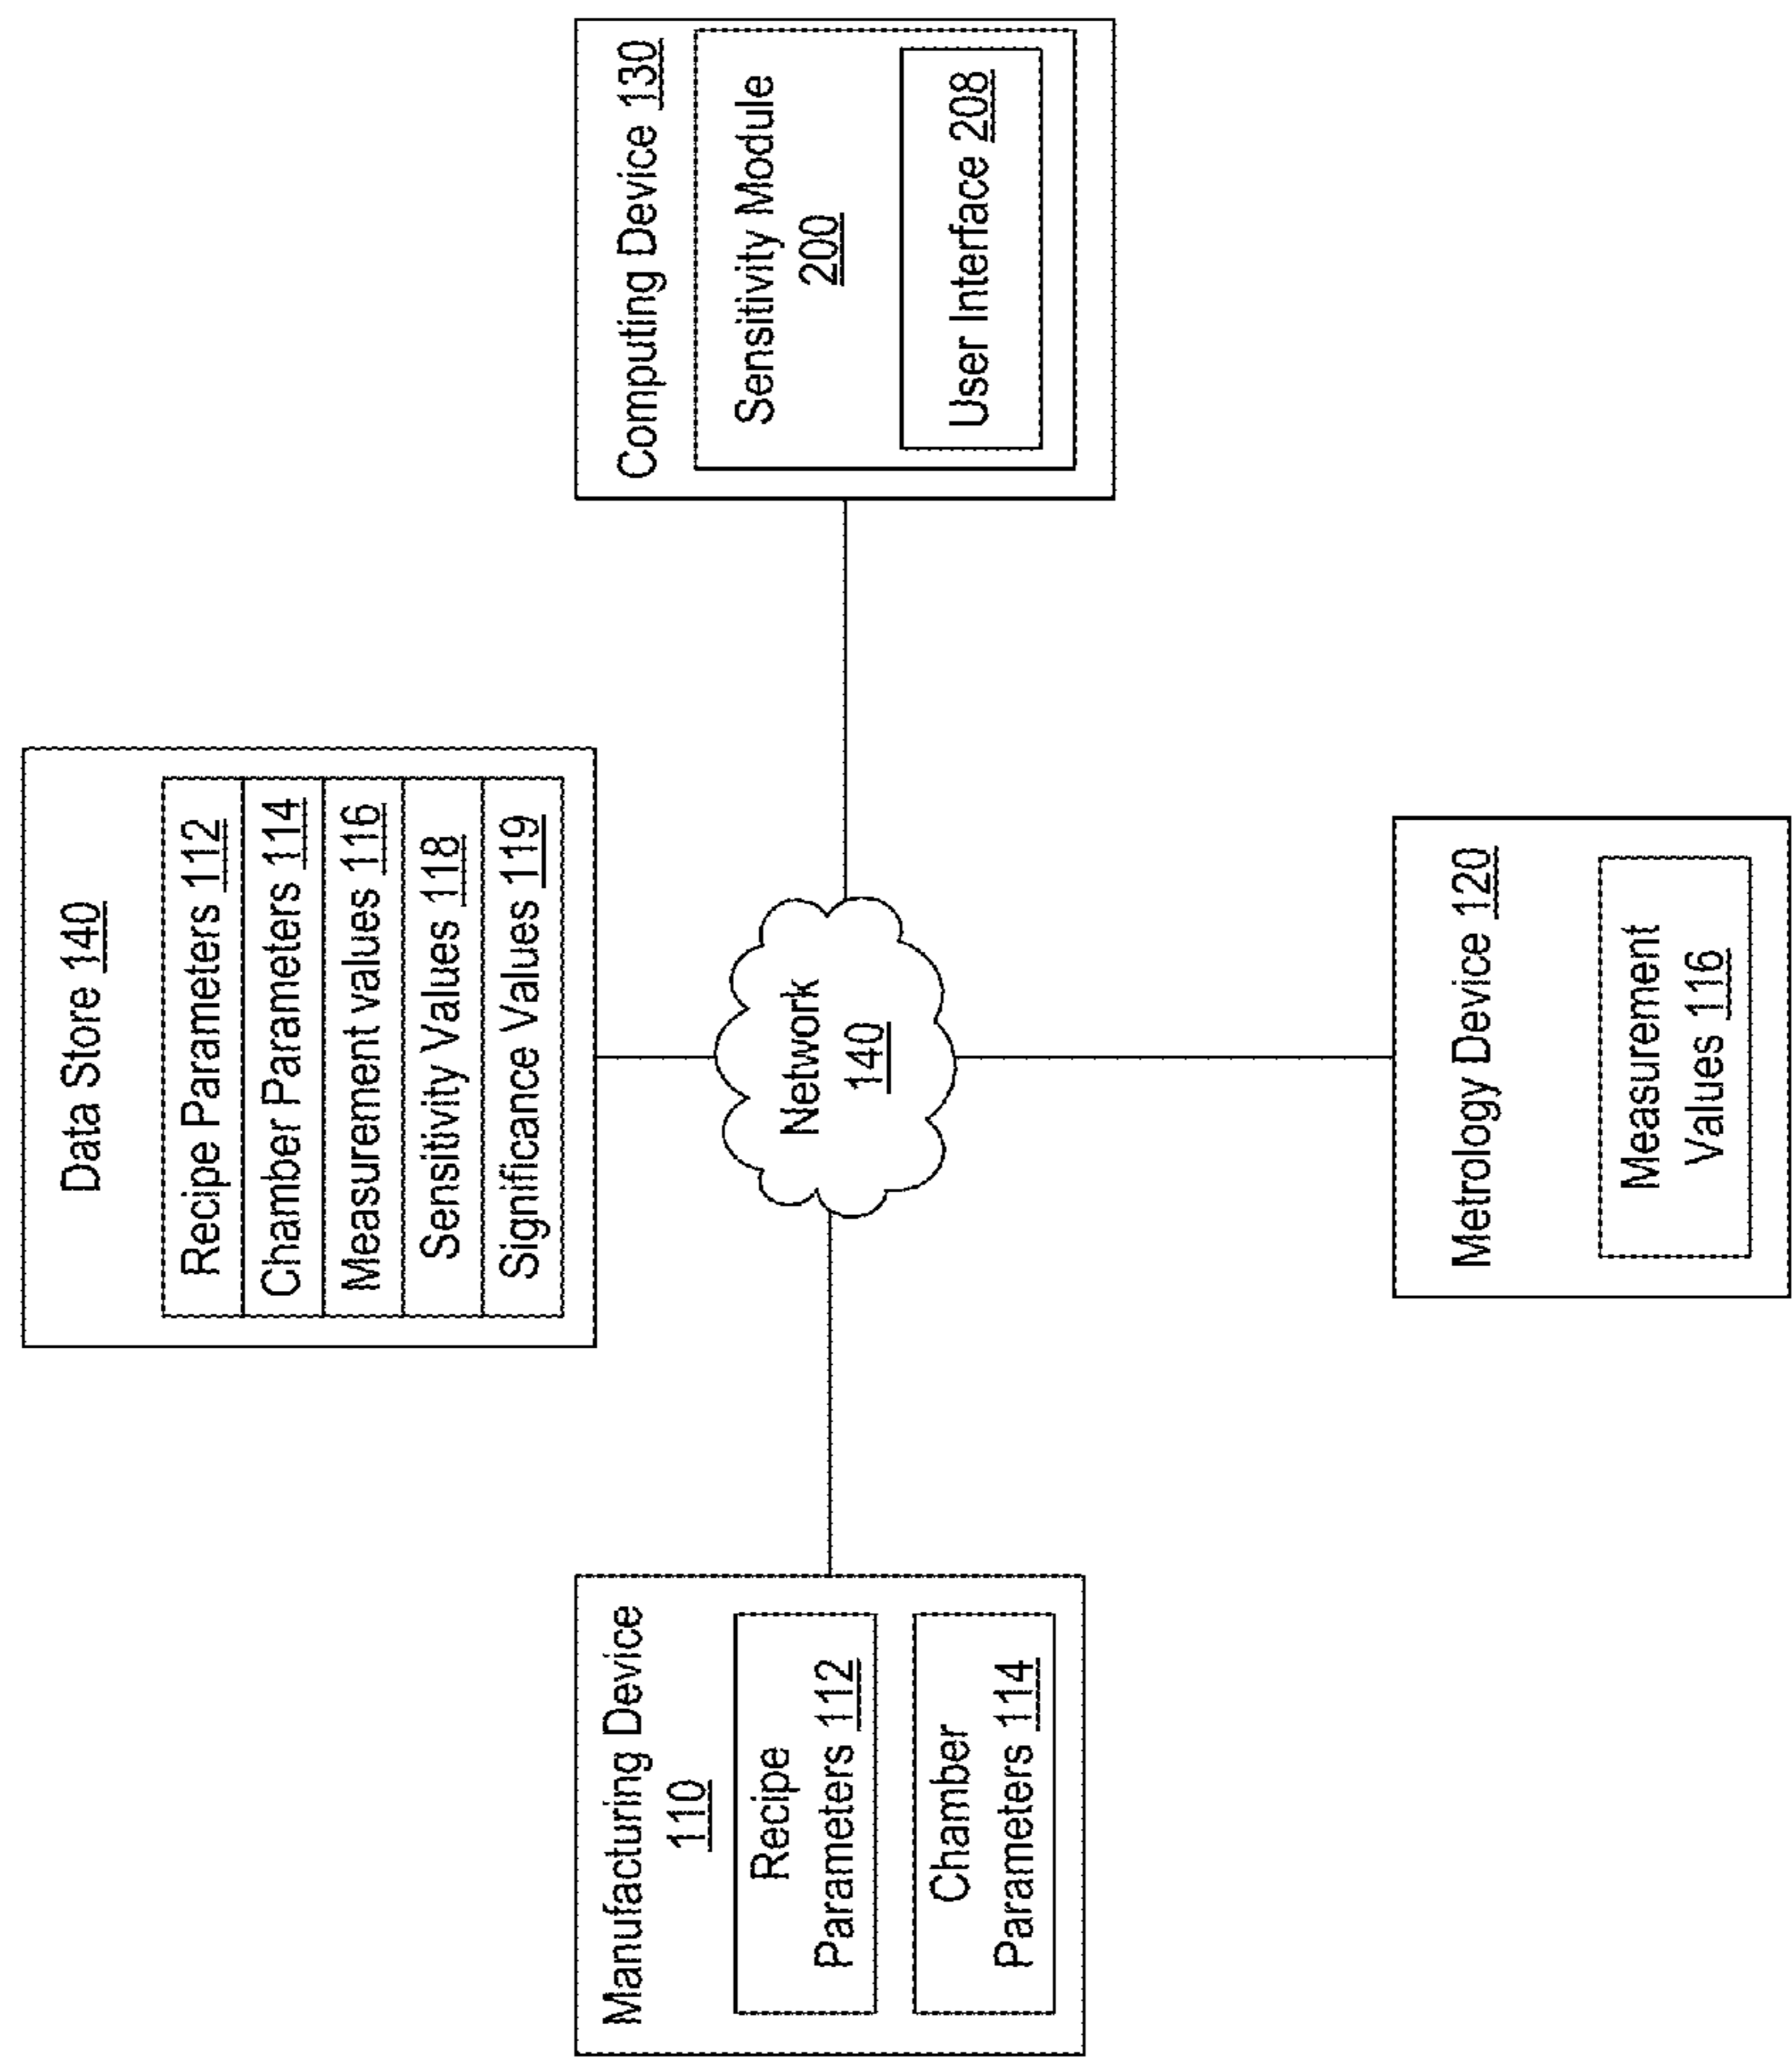 Data Store 140
Recipe Parameters 112
Chamber Parameters 114
Measurement values 116
Sensitivity Values 118
Significance Values 119
Manufacturing Device
110
Recipe
Parameters 112
Chamber
Parameters 114
Network
140
Computing Device 130
Sensitivity Module
200
User Interface 208
Metrology Device 120
Measurement
Values 116